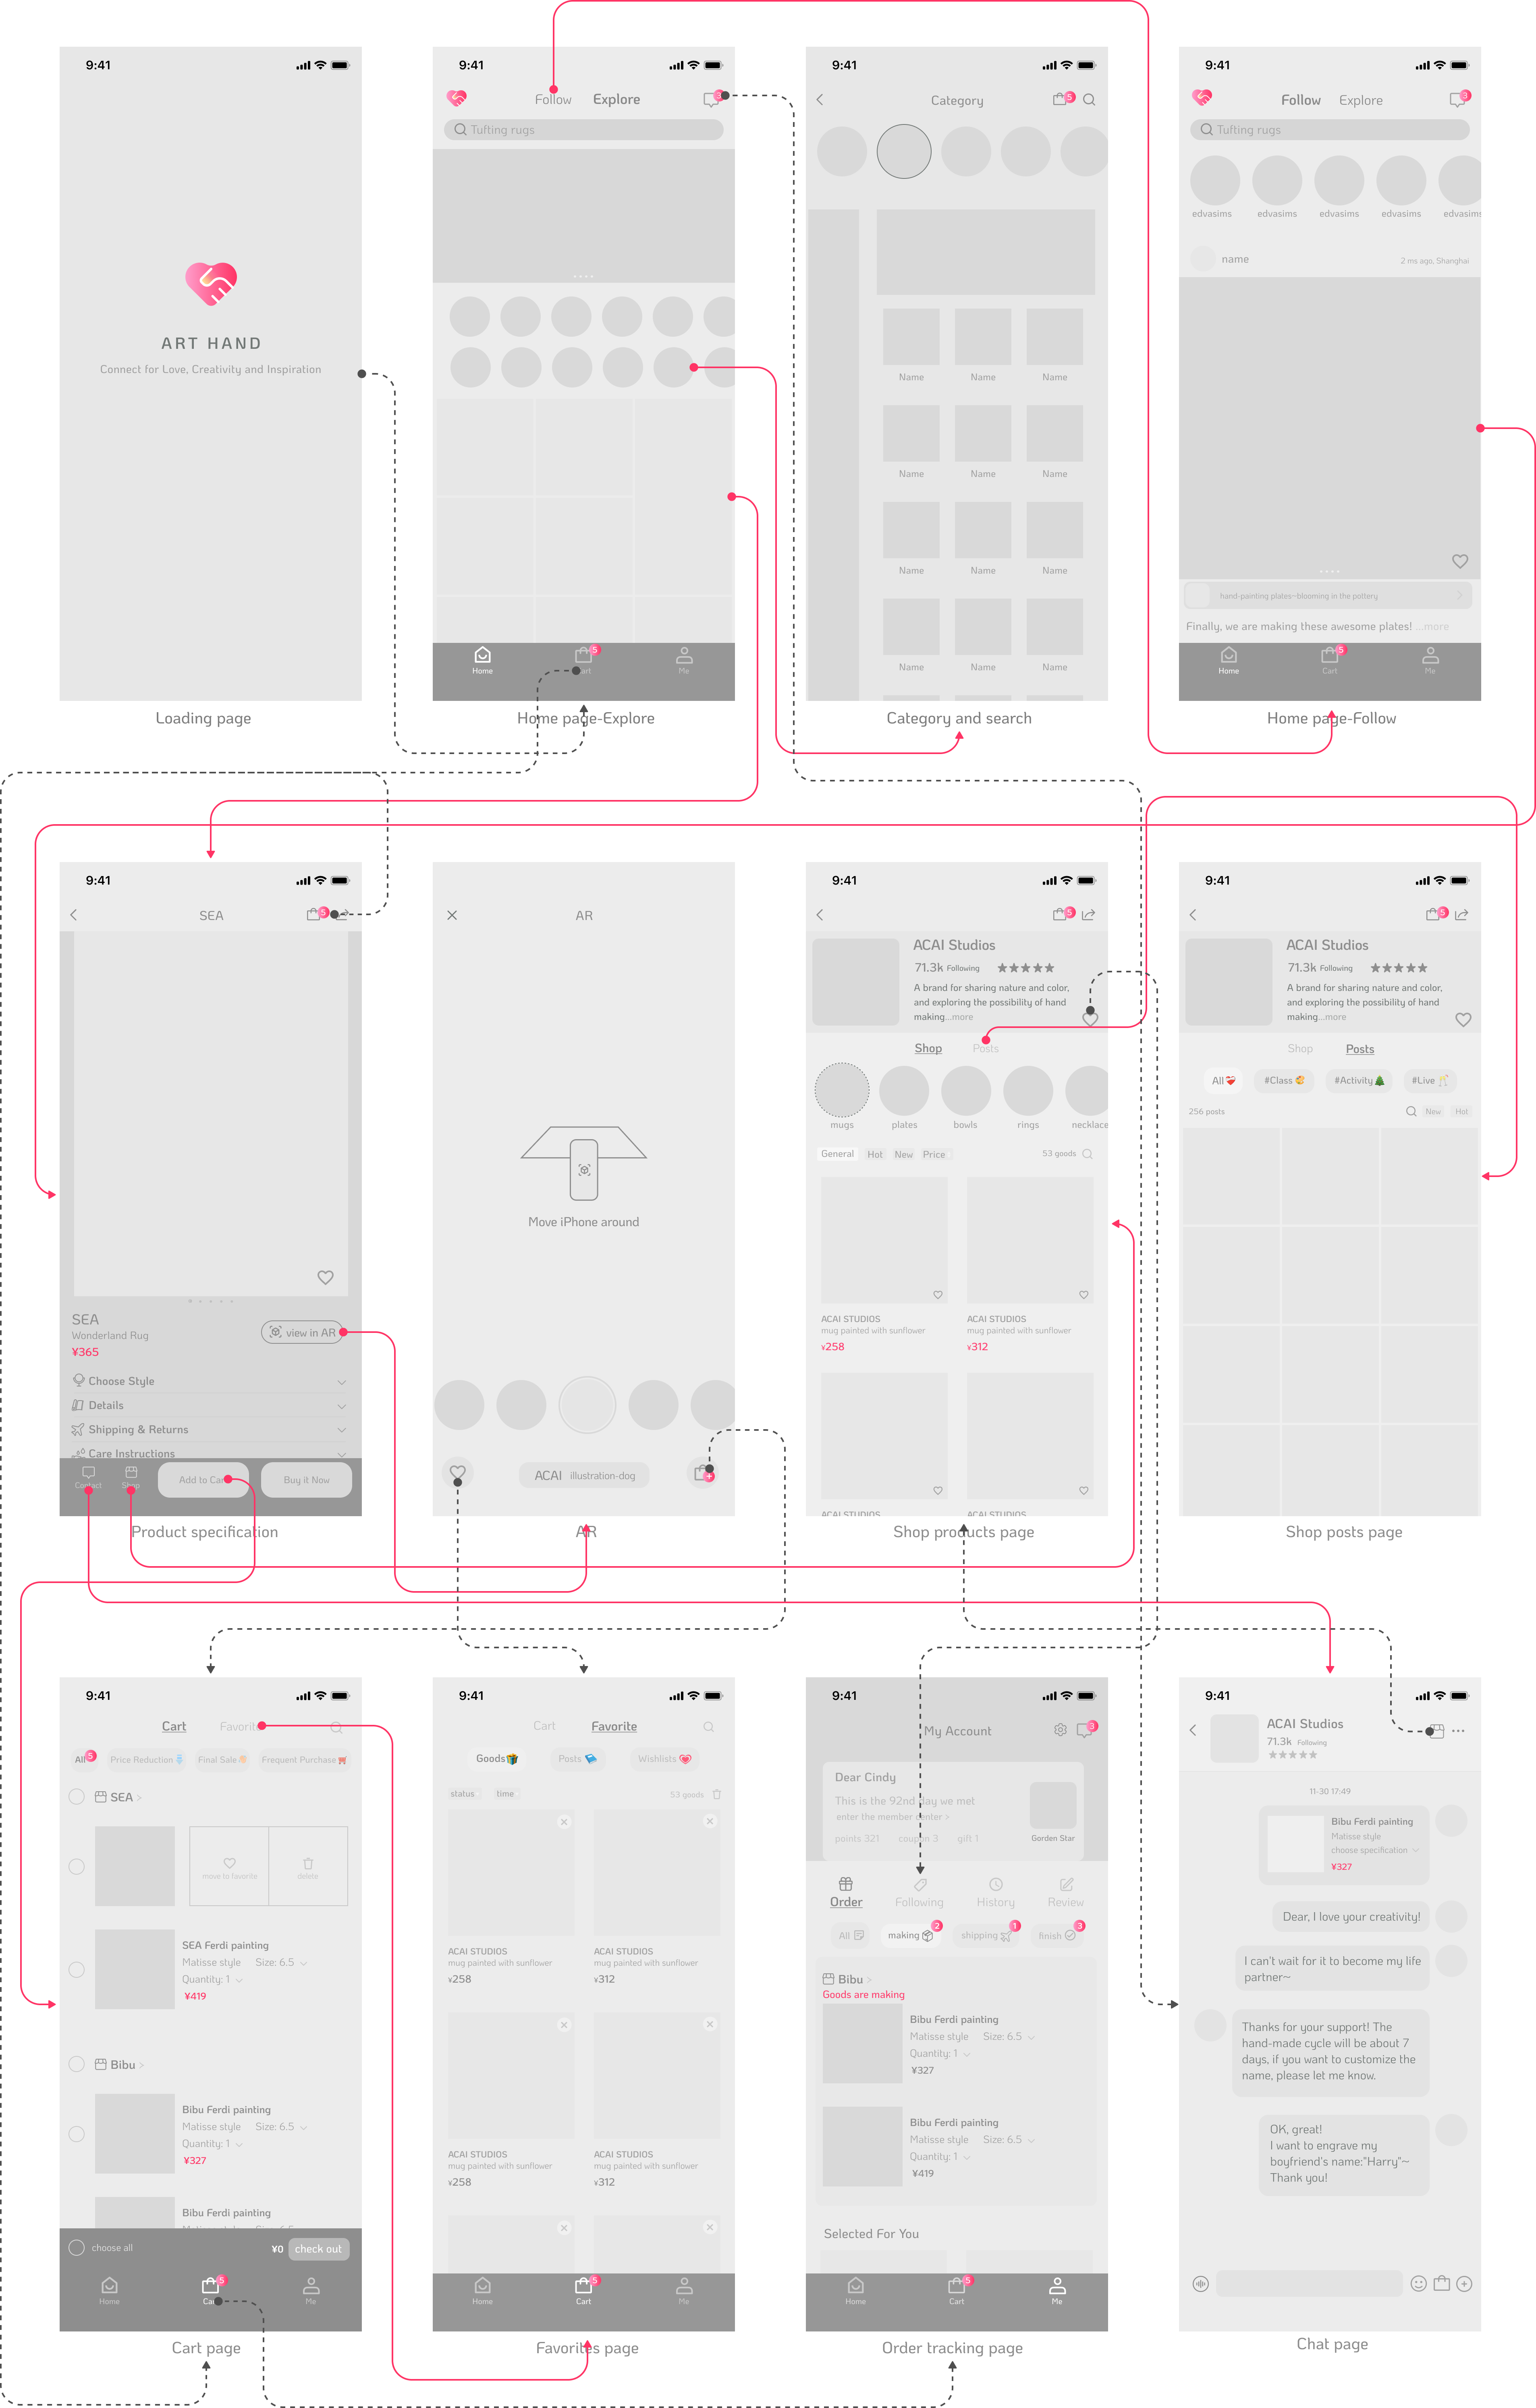 9:41
ART HAND
Connect for Love, Creativity and Inspiration
Loading page
9:41
Follow Explore
Tufting rugs
Home
5
Me
Home page-Explore
9:41
Category
5
Name Name Name
Name Name Name
Name Name Name
Name Name Name
Category and search
9:41
Follow Explore
3
Tufting rugs
edvasims edvasims edvasims edvasims edvasims
name
2 ms ago. Shanghai
hand-painting plates~blooming in the pottery
Finally, we are making these awesome plates! ...more
Home
5
Cart
Me
Home page-Follow
9:41
SEA
5
SEA
Wonderland Rug
¥365
view in AR
Choose Style
Details
Shipping & Returns
Care Instructions
Contact
Shop
Add to Cart
Buy it Now
Product specification
AR
Move iPhone around
ACAI illustration-dog
AR
9:41
5
ACAI Studios
71.3k Following
A brand for sharing nature and color,
and exploring the possibility of hand
making...more
Shop Posts
mugs plates bowls rings necklace
General Hot New Price
53 goods
ACAI STUDIOS
mug painted with sunflower
¥258
ACAI STUDIOS
mug painted with sunflower
¥312
ACAI STUDIOS
ACAI STUDIOS
Shop products page
9:41
5
ACAI Studios
71.3k Following
A brand for sharing nature and color,
and exploring the possibility of hand
making...more
Shop Posts
All #Class #Activity #Live
256 posts
New Hot
Shop posts page
9:41
Cart Favorite
All
5
Price Reduction Final Sale Frequent Purchase
SEA >
move to favorite
delete
SEA Ferdi painting
Matisse style Size: 6.5
Quantity: 1
¥419
Bibu >
Bibu Ferdi painting
Matisse style Size: 6.5
Quantity: 1
¥327
Bibu Ferdi painting
Matisse style Size: 6.5
choose all
¥0
check out
Home
5
Cart
Me
Cart page
9:41
Cart Favorite
Goods Posts Wishlists
status time
53 goods
ACAI STUDIOS
mug painted with sunflower
¥258
ACAI STUDIOS
mug painted with sunflower
¥312
ACAI STUDIOS
mug painted with sunflower
¥258
ACAI STUDIOS
mug painted with sunflower
¥312
Home
5
Cart
Me
Favorites page
9:41
My Account
3
Dear Cindy
This is the 92nd day we met
enter the member center >
points 321 coupon 3 gift 1
Gorden Star
Order Following History Review
All making shipping finish
2 1 3
Bibu >
Goods are making
Bibu Ferdi painting
Matisse style Size: 6.5
Quantity: 1
¥327
Bibu Ferdi painting
Matisse style Size: 6.5
Quantity: 1
¥419
Selected For You
Home
5
Cart
Me
Order tracking page
9:41
ACAI Studios
71.3k Following
11-30 17:49
Bibu Ferdi painting
Matisse style
choose specification
¥327
Dear, I love your creativity!
I can't wait for it to become my life
partner~
Thanks for your support! The
hand-made cycle will be about 7
days, if you want to customize the
name, please let me know.
OK, great!
I want to engrave my
boyfriend's name:"Harry"~
Thank you!
Chat page